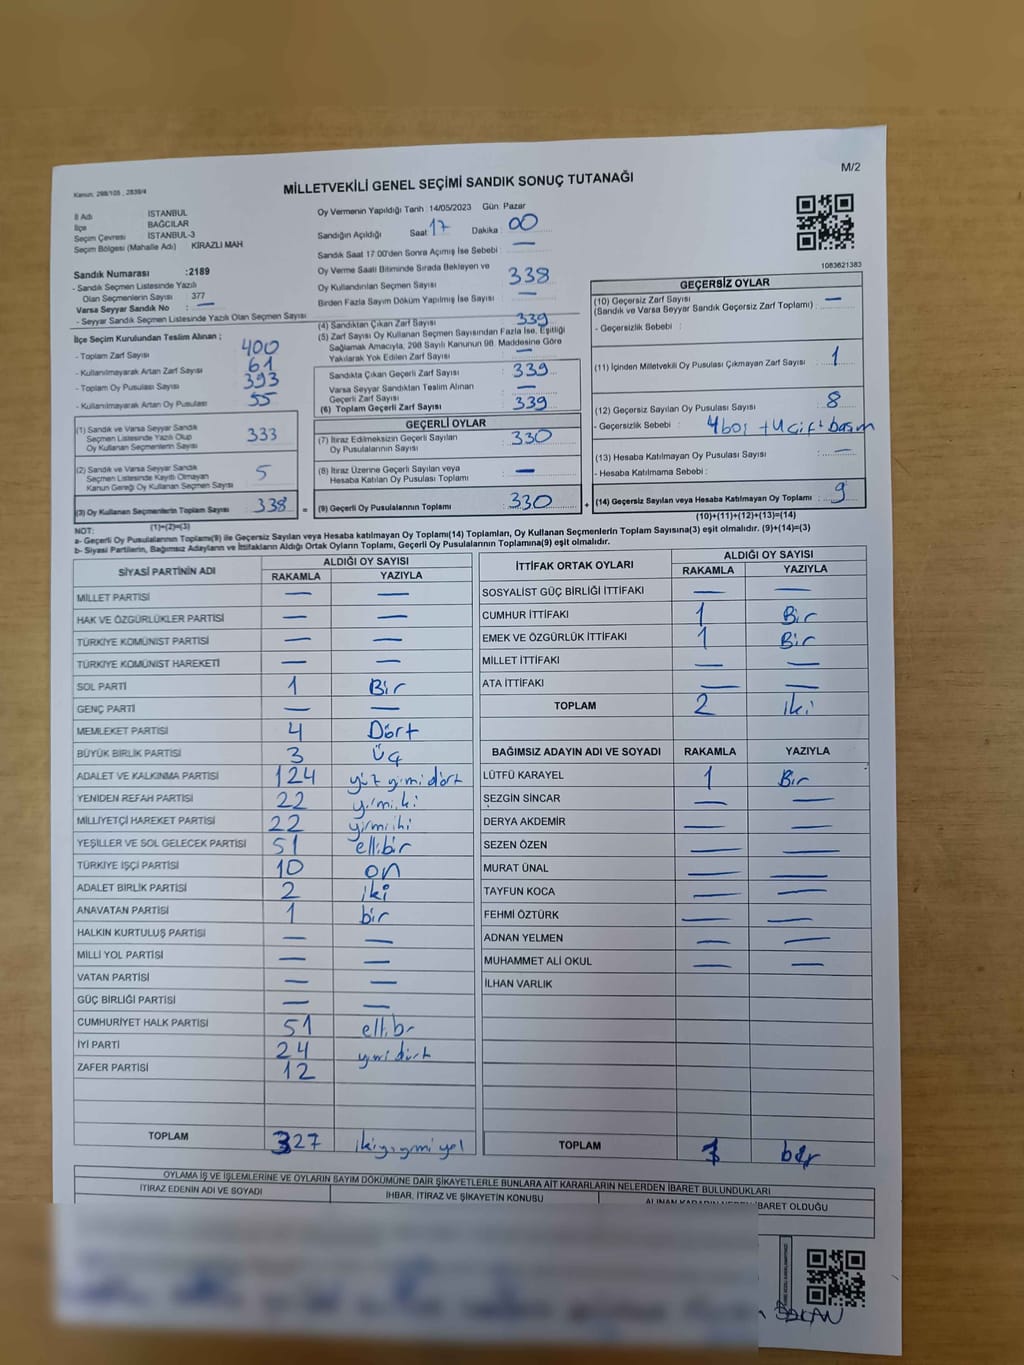 Kanun: 298/105 ; 2839/4
M/2
MİLLETVEKİLİ GENEL SEÇİMİ SANDIK SONUÇ TUTANAĞI
İl Adı İSTANBUL
İlçe BAĞCILAR
Seçim Çevresi İSTANBUL-3
Seçim Bölgesi (Mahalle Adı) KİRAZLI MAH
Sandık Numarası :2189
- Sandık Seçmen Listesinde Yazılı
Olan Seçmenlerin Sayısı 377
Varsa Seyyar Sandık No : —
- Seyyar Sandık Seçmen Listesinde Yazılı Olan Seçmen Sayısı
Oy Vermenin Yapıldığı Tarih :14/05/2023 Gün: Pazar
Sandığın Açıldığı Saat: 17 Dakika: 00
Sandık Saat 17:00'den Sonra Açımış İse Sebebi : —
Oy Verme Saati Bitiminde Sırada Bekleyen ve
Oy Kullandırılan Seçmen Sayısı : 338
Birden Fazla Sayım Döküm Yapılmış İse Sayısı : —
1083621383
İlçe Seçim Kurulundan Teslim Alınan ;
- Toplam Zarf Sayısı : 400
- Kullanılmayarak Artan Zarf Sayısı : 61
- Toplam Oy Pusulası Sayısı : 393
- Kullanılmayarak Artan Oy Pusulası : 55
(1) Sandık ve Varsa Seyyar Sandık
Seçmen Listesinde Yazılı Olup
Oy Kullanan Seçmenlerin Sayısı : 333
(2) Sandık ve Varsa Seyyar Sandık
Seçmen Listesinde Kayıtlı Olmayan
Kanun Gereği Oy Kullanan Seçmen Sayısı : 5
(3) Oy Kullanan Seçmenlerin Toplam Sayısı : 338 =
(1)+(2)=(3)
(4) Sandıktan Çıkan Zarf Sayısı : 339
(5) Zarf Sayısı Oy Kullanan Seçmen Sayısından Fazla İse, Eşitliği
Sağlamak Amacıyla, 298 Sayılı Kanunun 98. Maddesine Göre
Yakılarak Yok Edilen Zarf Sayısı : —
Sandıkta Çıkan Geçerli Zarf Sayısı : 339
Varsa Seyyar Sandıktan Teslim Alınan
Geçerli Zarf Sayısı : —
(6) Toplam Geçerli Zarf Sayısı : 339
GEÇERLİ OYLAR
(7) İtiraz Edilmeksizin Geçerli Sayılan
Oy Pusulasının Sayısı : 330
(8) İtiraz Üzerine Geçerli Sayılan veya
Hesaba Katılan Oy Pusulası Toplamı : —
(9) Geçerli Oy Pusulalarının Toplamı : 330 +
GEÇERSİZ OYLAR
(10) Geçersiz Zarf Sayısı
(Sandık ve Varsa Seyyar Sandık Geçersiz Zarf Toplamı) : —
- Geçersizlik Sebebi :
(11) İçinden Milletvekili Oy Pusulası Çıkmayan Zarf Sayısı : 1
(12) Geçersiz Sayılan Oy Pusulası Sayısı : 8
- Geçersizlik Sebebi : 4 boş + 4 çift basım
(13) Hesaba Katılmayan Oy Pusulası Sayısı : —
- Hesaba Katılmama Sebebi :
(14) Geçersiz Sayılan veya Hesaba Katılmayan Oy Toplamı : 9
(10)+(11)+(12)+(13)=(14)
NOT:
a- Geçerli Oy Pusulalarının Toplamı(9) ile Geçersiz Sayılan veya Hesaba katılmayan Oy Toplamı(14) Toplamları, Oy Kullanan Seçmenlerin Toplam Sayısına(3) eşit olmalıdır. (9)+(14)=(3)
b- Siyasi Partilerin, Bağımsız Adayların ve İttifakların Aldığı Ortak Oyların Toplamı, Geçerli Oy Pusulalarının Toplamına(9) eşit olmalıdır.
SİYASİ PARTİNİN ADI ALDIĞI OY SAYISI
RAKAMLA YAZIYLA
MİLLET PARTİSİ — —
HAK VE ÖZGÜRLÜKLER PARTİSİ — —
TÜRKİYE KOMÜNİST PARTİSİ — —
TÜRKİYE KOMÜNİST HAREKETİ — —
SOL PARTİ 1 Bir
GENÇ PARTİ — —
MEMLEKET PARTİSİ 4 Dört
BÜYÜK BİRLİK PARTİSİ 3 Üç
ADALET VE KALKINMA PARTİSİ 124 yüz yirmi dört
YENİDEN REFAH PARTİSİ 22 yirmi iki
MİLLİYETÇİ HAREKET PARTİSİ 22 yirmi iki
YEŞİLLER VE SOL GELECEK PARTİSİ 51 ellibir
TÜRKİYE İŞÇİ PARTİSİ 10 on
ADALET BİRLİK PARTİSİ 2 iki
ANAVATAN PARTİSİ 1 bir
HALKIN KURTULUŞ PARTİSİ — —
MİLLİ YOL PARTİSİ — —
VATAN PARTİSİ — —
GÜÇ BİRLİĞİ PARTİSİ — —
CUMHURİYET HALK PARTİSİ 51 ellibr
İYİ PARTİ 24 yirmi dört
ZAFER PARTİSİ 12
TOPLAM 327
İTTİFAK ORTAK OYLARI ALDIĞI OY SAYISI
RAKAMLA YAZIYLA
SOSYALİST GÜÇ BİRLİĞİ İTTİFAKI — —
CUMHUR İTTİFAKI 1 Bir
EMEK VE ÖZGÜRLÜK İTTİFAKI 1 Bir
MİLLET İTTİFAKI — —
ATA İTTİFAKI — —
TOPLAM 2 iki
BAĞIMSIZ ADAYIN ADI VE SOYADI RAKAMLA YAZIYLA
LÜTFÜ KARAYEL 1 Bir
SEZGİN SİNCAR — —
DERYA AKDEMİR — —
SEZEN ÖZEN — —
MURAT ÜNAL — —
TAYFUN KOCA — —
FEHMİ ÖZTÜRK — —
ADNAN YELMEN — —
MUHAMMET ALİ OKUL — —
İLHAN VARLIK
TOPLAM 1 bir
OYLAMA İŞ VE İŞLEMLERİNE VE OYLARIN SAYIM DÖKÜMÜNE DAİR ŞİKAYETLERLE BUNLARA AİT KARARLARIN NELERDEN İBARET BULUNDUKLARI
İTİRAZ EDENİN ADI VE SOYADI İHBAR, İTİRAZ VE ŞİKAYETİN KONUSU ALINAN KARARIN NEDEN İBARET OLDUĞU